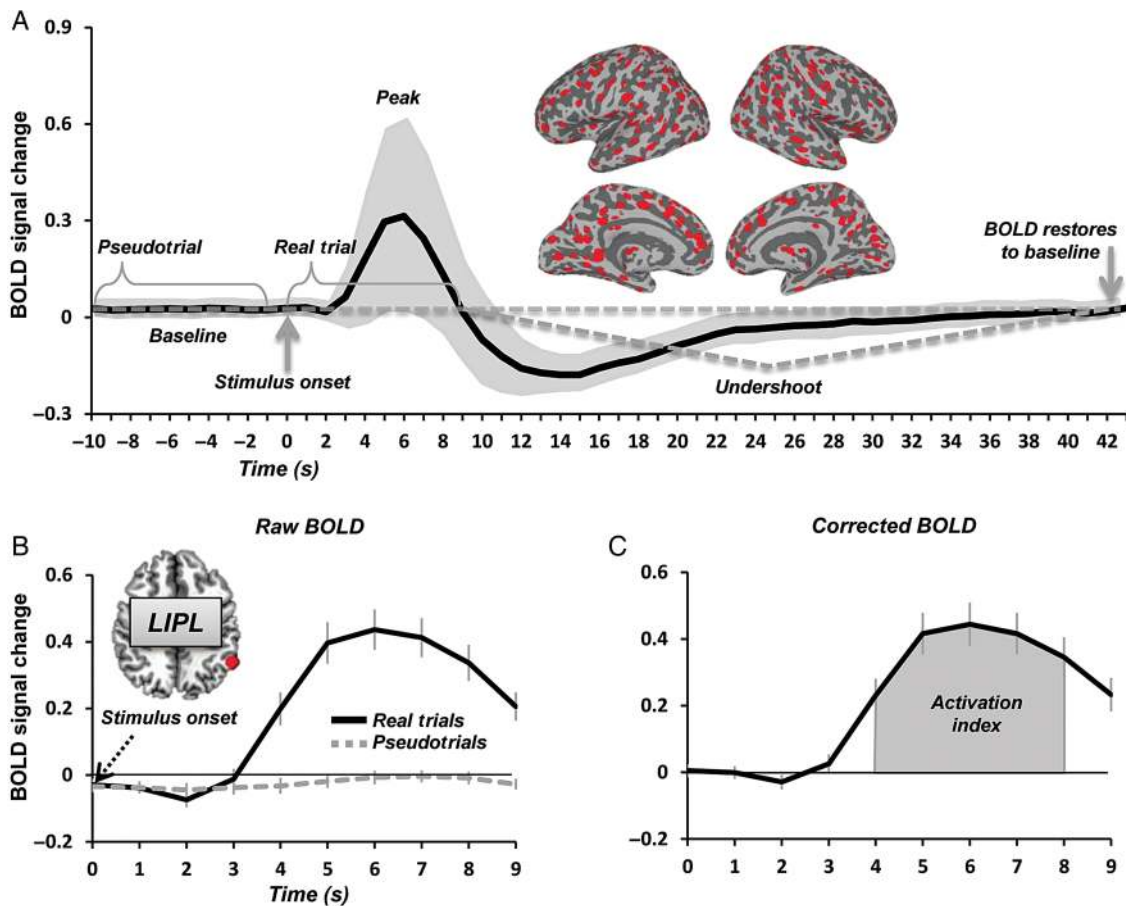 A
0.9
0.6
0.3
0
−0.3
BOLD signal change
Peak
Pseudotrial
Real trial
BOLD restores
to baseline
Baseline
Stimulus onset
Undershoot
−10 −8 −6 −4 −2 0 2 4 6 8 10 12 14 16 18 20 22 24 26 28 30 32 34 36 38 40 42
Time (s)
Raw BOLD
B
0.6
0.4
0.2
0
−0.2
BOLD signal change
LIPL
Stimulus onset
Real trials
Pseudotrials
0 1 2 3 4 5 6 7 8 9
Time (s)
Corrected BOLD
C
0.6
0.4
0.2
0
−0.2
Activation
index
0 1 2 3 4 5 6 7 8 9